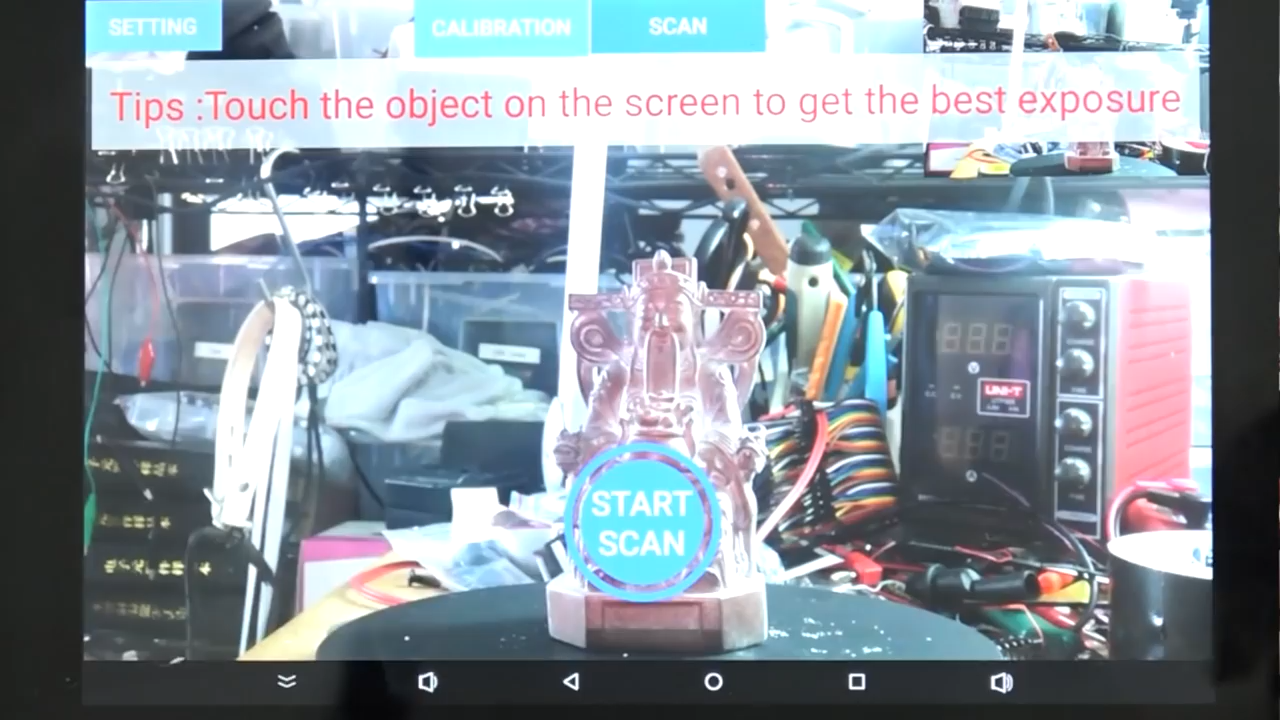 SETTING
CALIBRATION
SCAN
Tips :Touch the object on the screen to get the best exposure
UNI-T
START
SCAN